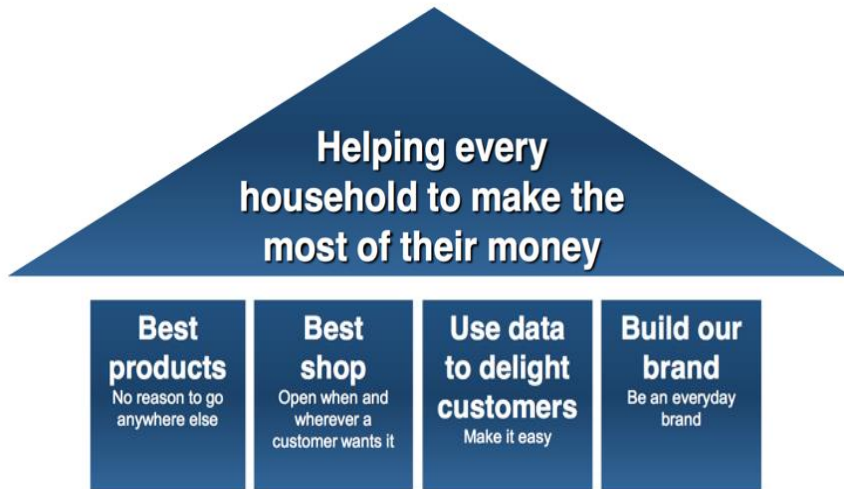 Helping every
household to make the
most of their money
Best
products
No reason to go
anywhere else
Best
shop
Open when and
wherever a
customer wants it
Use data
to delight
customers
Make it easy
Build our
brand
Be an everyday
brand